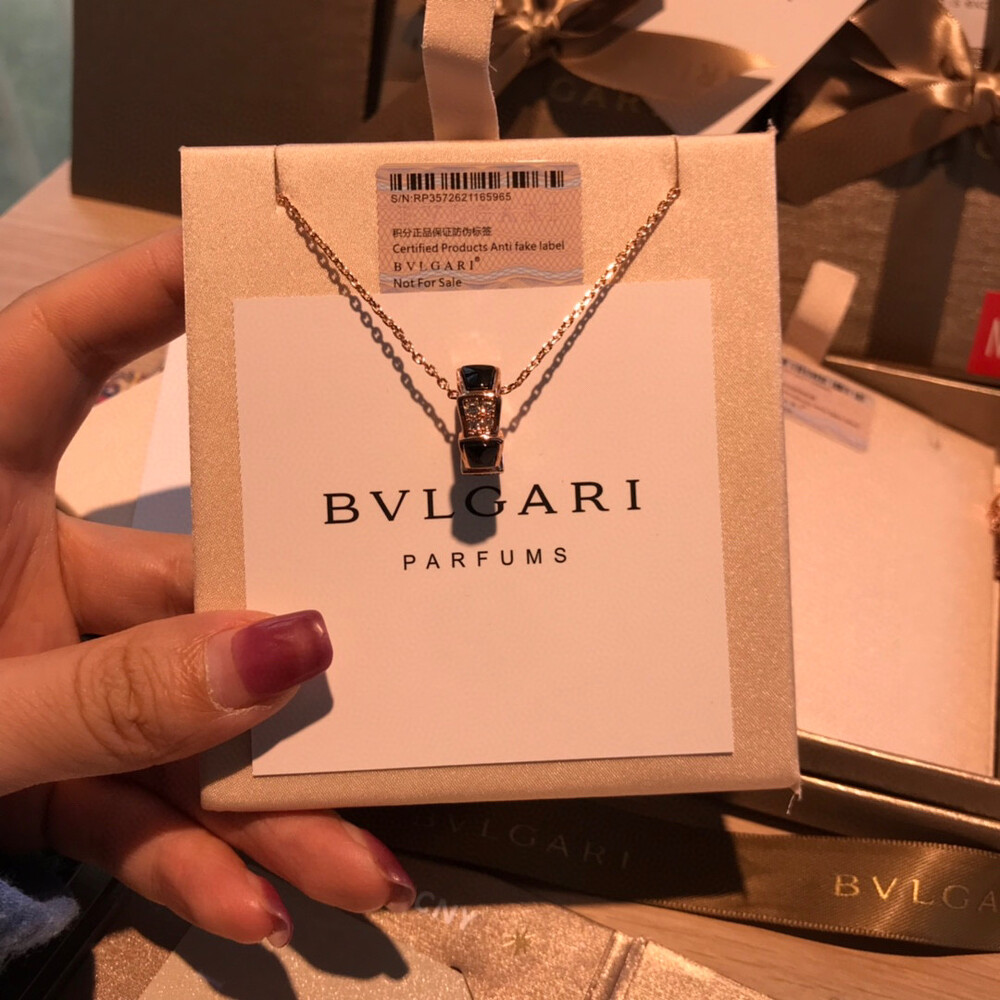 S/N:RP3572621165965
积分正品保证防伪标签
Certified Products Anti fake label
BVLGARI®
Not For Sale
BVLGARI
PARFUMS
BVLGARI
BVLGA
CNY